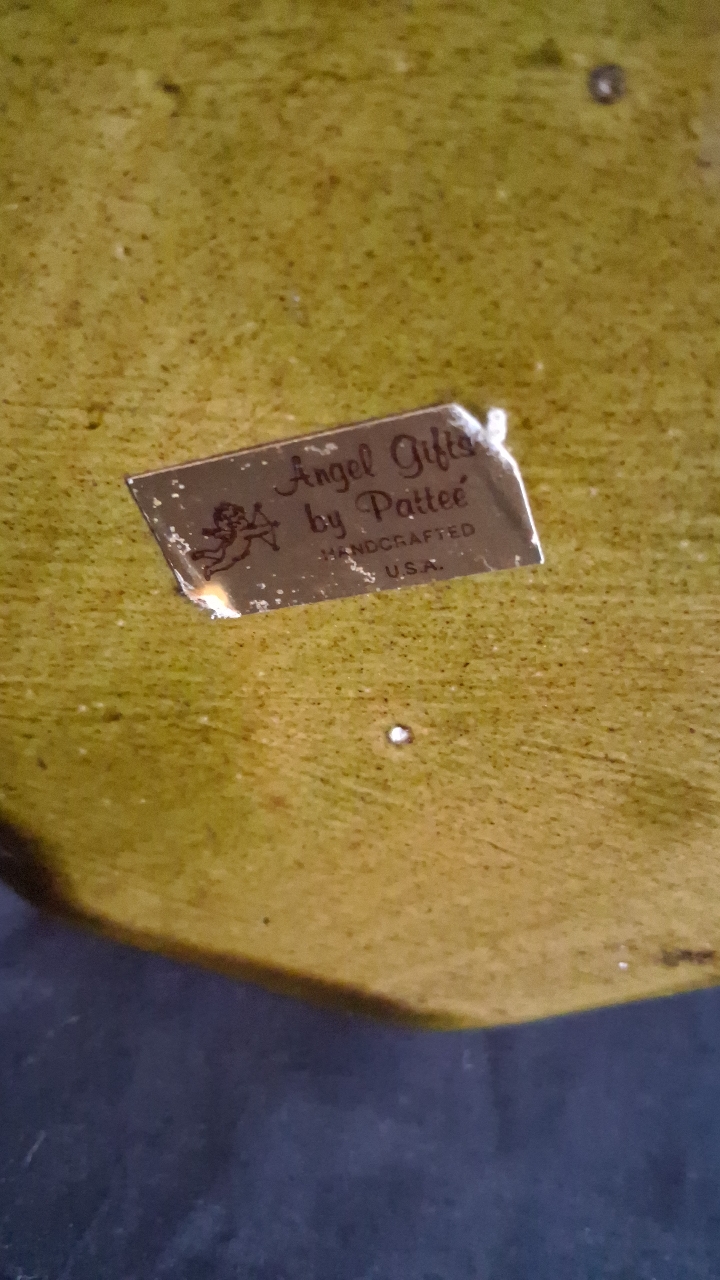 Angel Gifts
by Patteé
HANDCRAFTED
U.S.A.